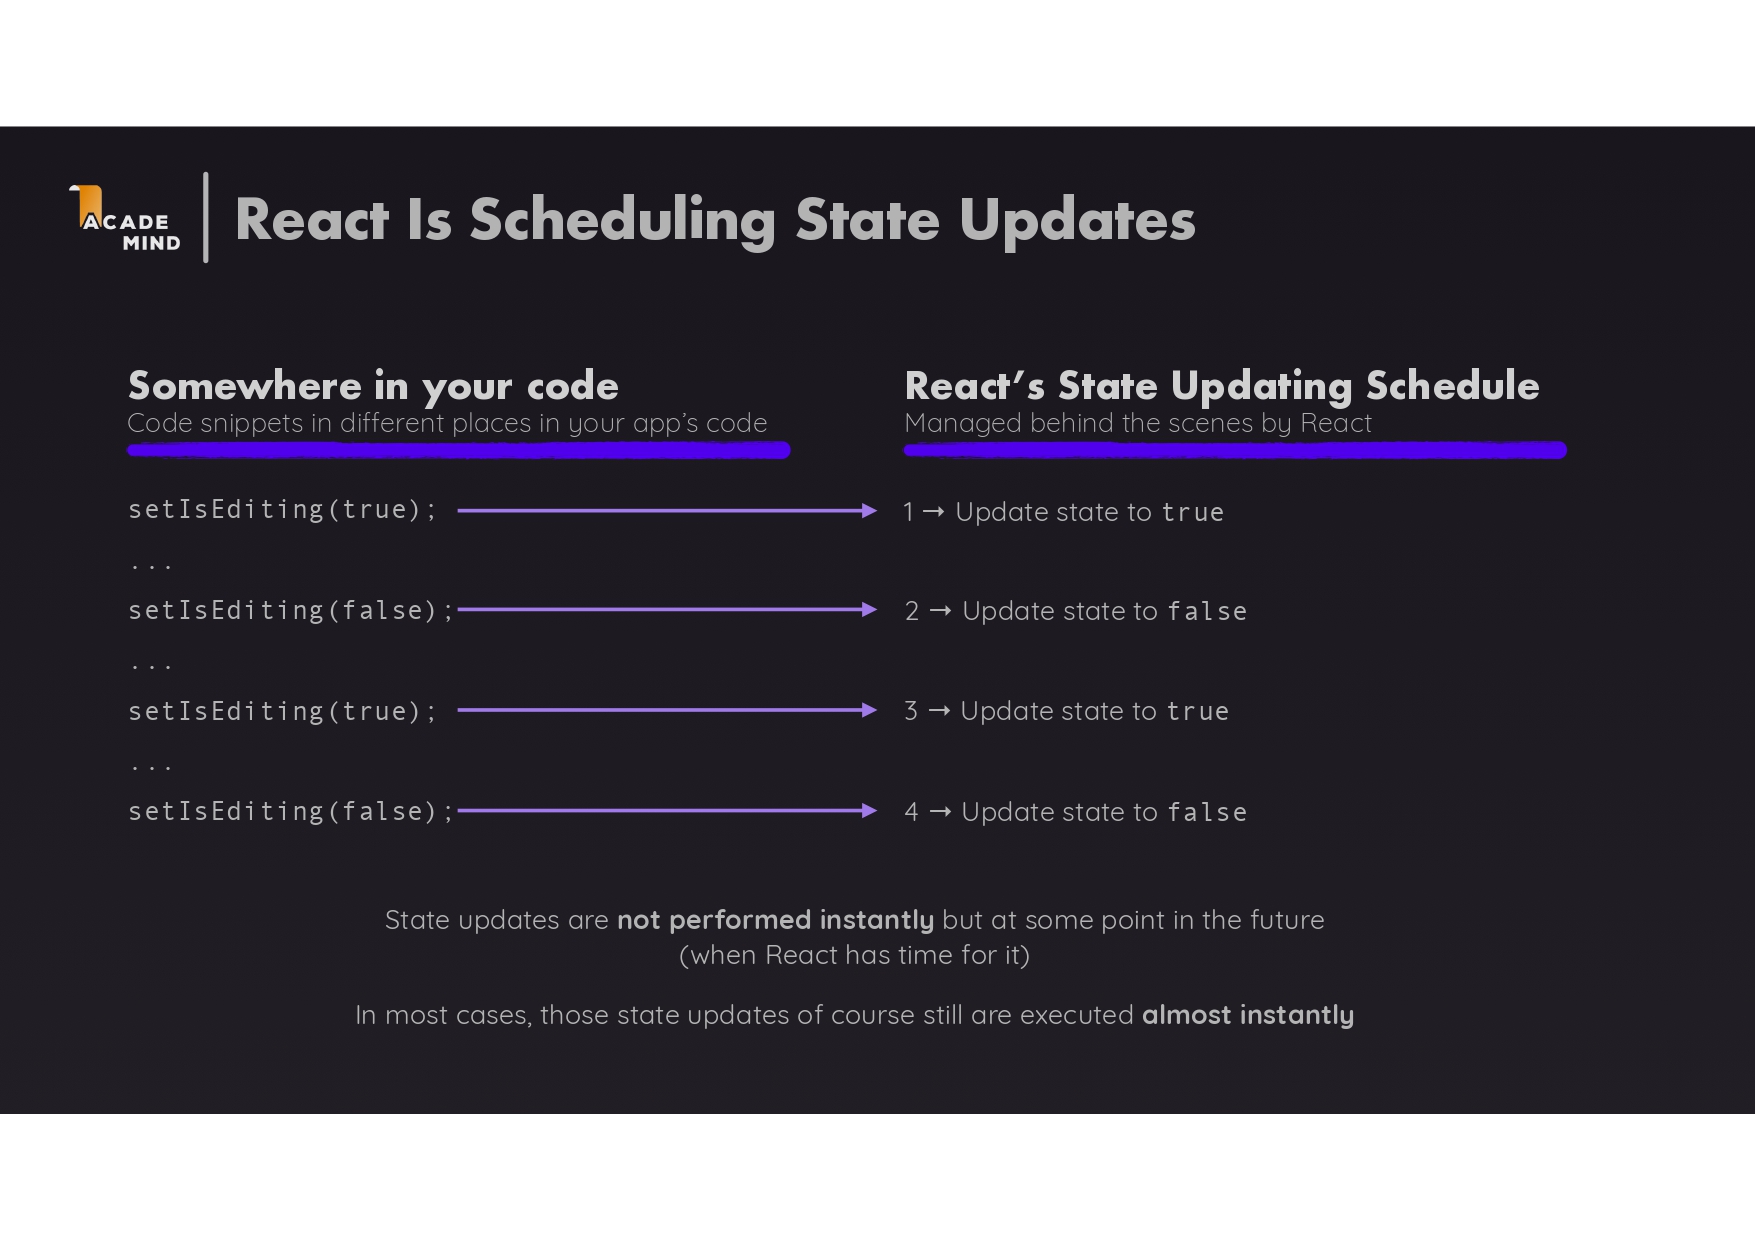 ACADE
MIND
React Is Scheduling State Updates
Somewhere in your code
Code snippets in different places in your app’s code
setIsEditing(true);
...
setIsEditing(false);
...
setIsEditing(true);
...
setIsEditing(false);
React’s State Updating Schedule
Managed behind the scenes by React
1 → Update state to true
2 → Update state to false
3 → Update state to true
4 → Update state to false
State updates are not performed instantly but at some point in the future
(when React has time for it)
In most cases, those state updates of course still are executed almost instantly